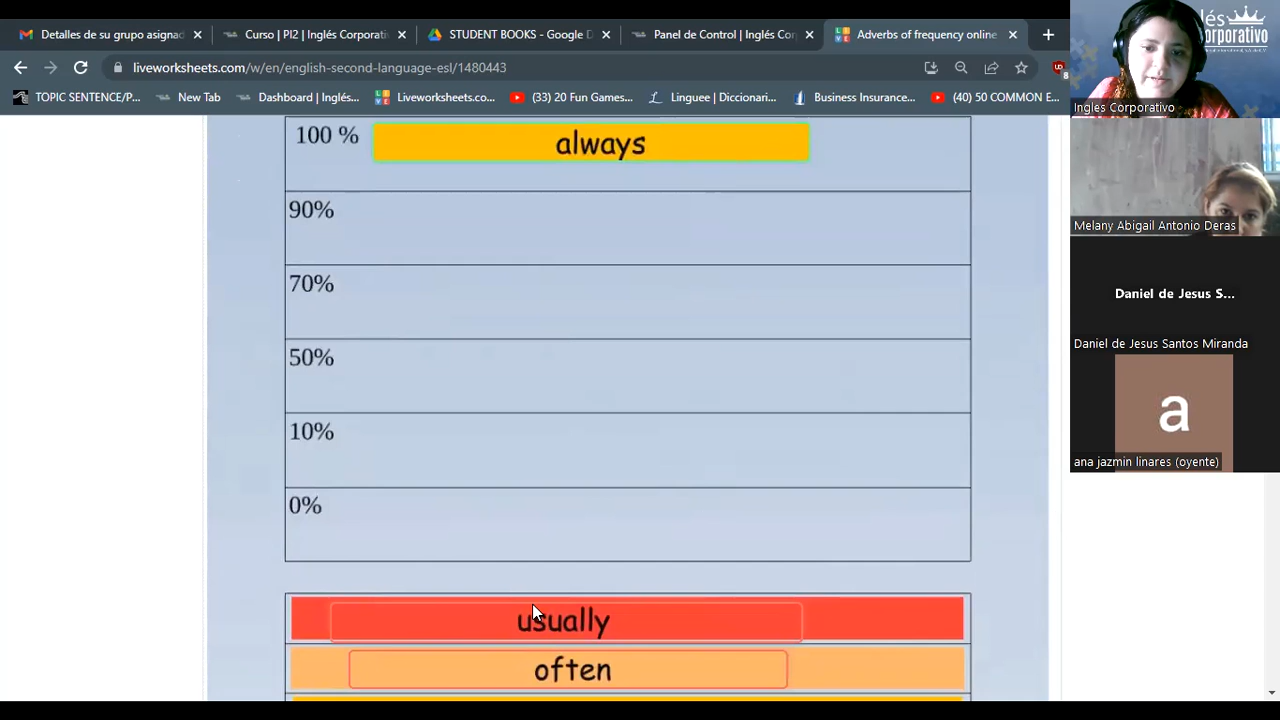 Detalles de su grupo asignad
Curso | PI2 | Inglés Corporati
STUDENT BOOKS - Google D
Panel de Control | Inglés Cor
Adverbs of frequency online
liveworksheets.com/w/en/english-second-language-esl/1480443
8
TOPIC SENTENCE/P...
New Tab
Dashboard | Inglés...
Liveworksheets.co...
(33) 20 Fun Games...
Linguee | Diccionari...
Business Insurance...
(40) 50 COMMON E...
100 %
always
90%
70%
50%
10%
0%
usually
often
lés
orporativo
Ingles Corporativo
Melany Abigail Antonio Deras
Daniel de Jesus S...
Daniel de Jesus Santos Miranda
a
ana jazmin linares (oyente)